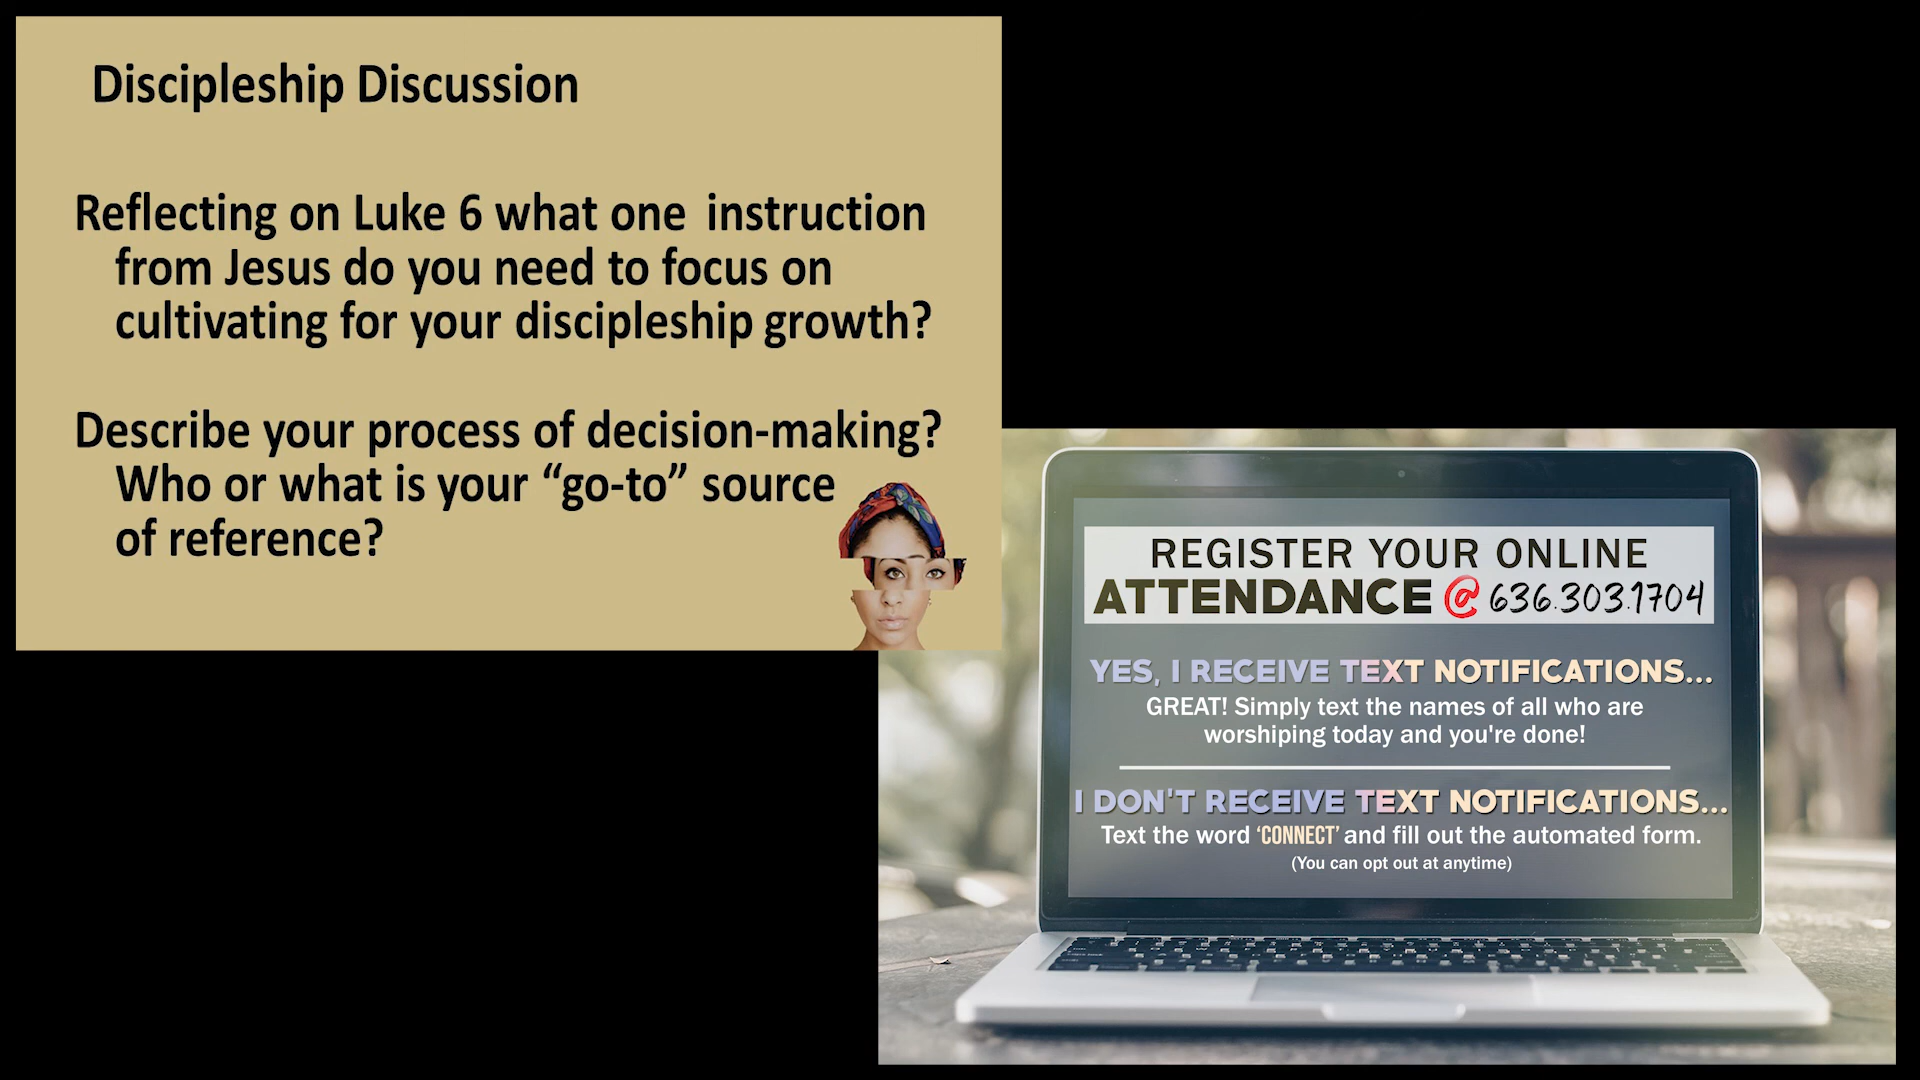 Discipleship Discussion
Reflecting on Luke 6 what one instruction
from Jesus do you need to focus on
cultivating for your discipleship growth?
Describe your process of decision-making?
Who or what is your “go-to” source
of reference?
REGISTER YOUR ONLINE
ATTENDANCE @ 636.303.1704
YES, I RECEIVE TEXT NOTIFICATIONS...
GREAT! Simply text the names of all who are
worshiping today and you're done!
I DON'T RECEIVE TEXT NOTIFICATIONS...
Text the word ‘CONNECT’ and fill out the automated form.
(You can opt out at anytime)